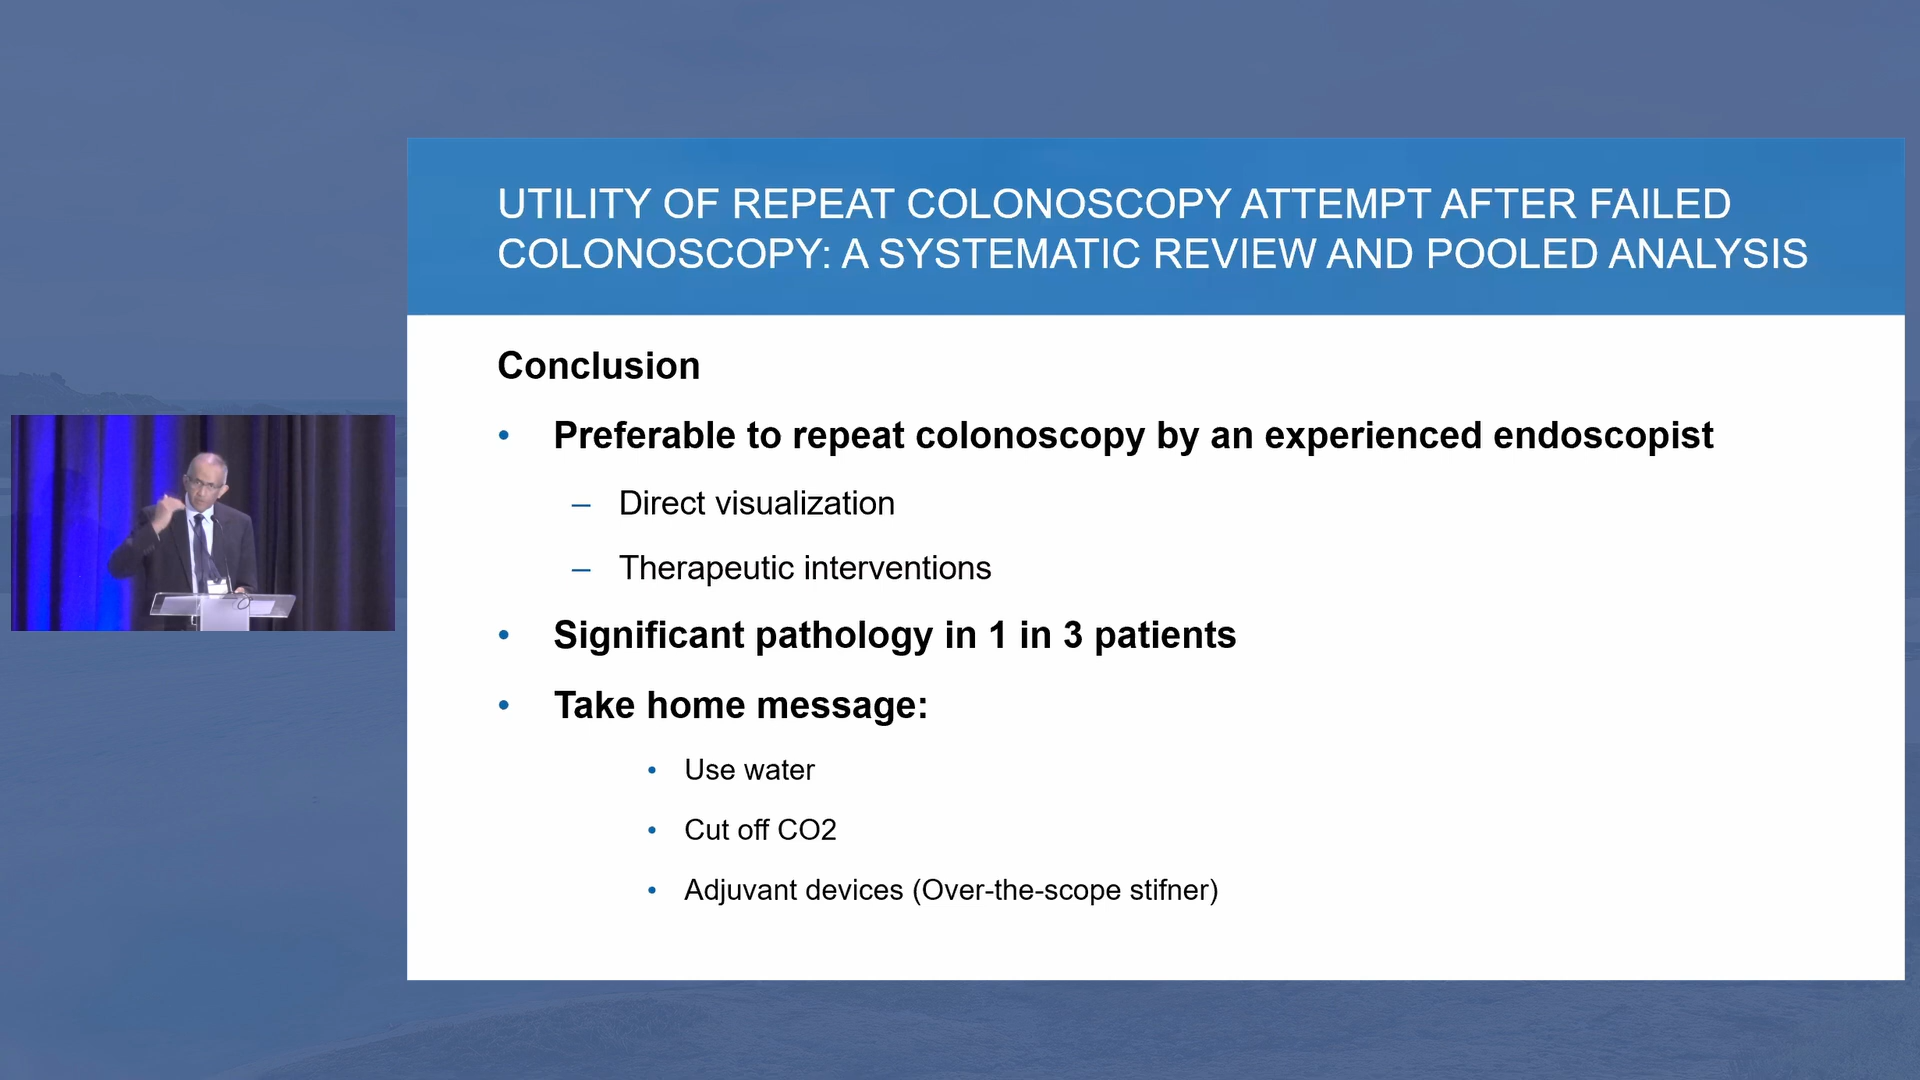 UTILITY OF REPEAT COLONOSCOPY ATTEMPT AFTER FAILED
COLONOSCOPY: A SYSTEMATIC REVIEW AND POOLED ANALYSIS
Conclusion
• Preferable to repeat colonoscopy by an experienced endoscopist
– Direct visualization
– Therapeutic interventions
• Significant pathology in 1 in 3 patients
• Take home message:
• Use water
• Cut off CO2
• Adjuvant devices (Over-the-scope stifner)